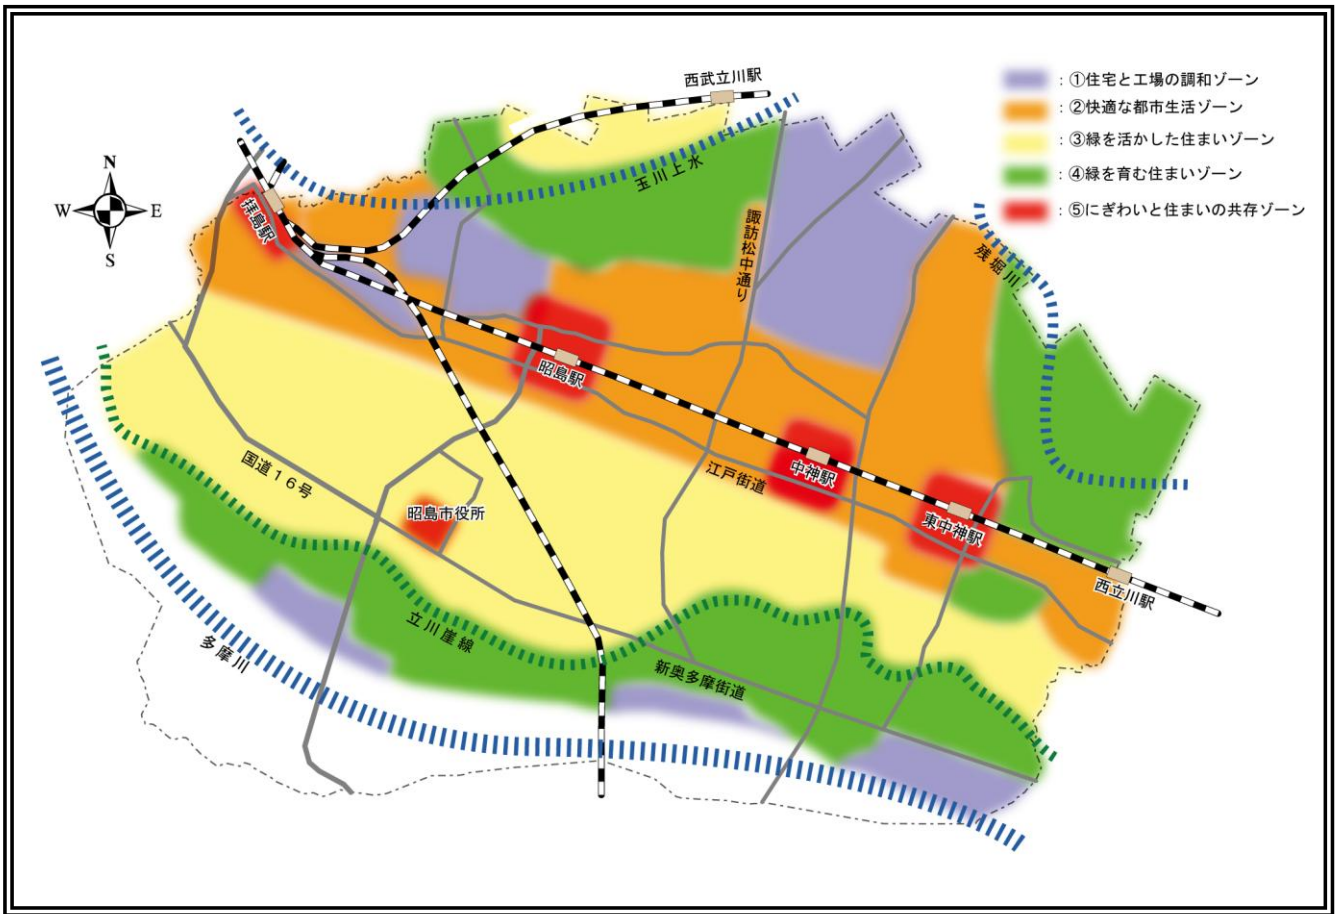 西武立川駅
：①住宅と工場の調和ゾーン
：②快適な都市生活ゾーン
：③緑を活かした住まいゾーン
：④緑を育む住まいゾーン
：⑤にぎわいと住まいの共存ゾーン
N
W
E
S
玉川上水
拝島駅
諏訪松中通り
残堀川
昭島駅
国道16号
江戸街道
中神駅
昭島市役所
東中神駅
西立川駅
立川崖線
多摩川
新奥多摩街道